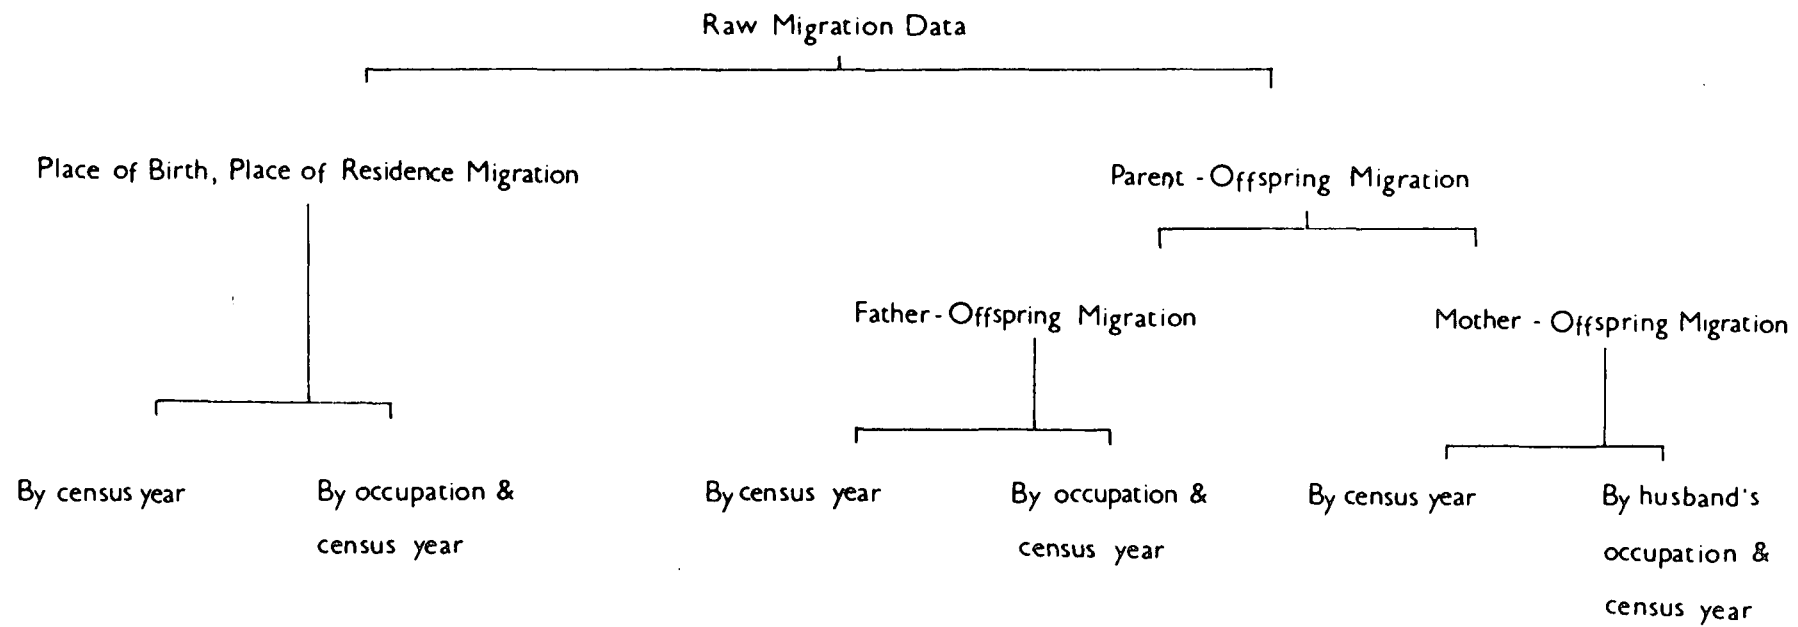 Raw Migration Data
Place of Birth, Place of Residence Migration
Parent - Offspring Migration
Father - Offspring Migration
Mother - Offspring Migration
By census year
By occupation &
census year
By census year
By occupation &
census year
By census year
By husband's
occupation &
census year